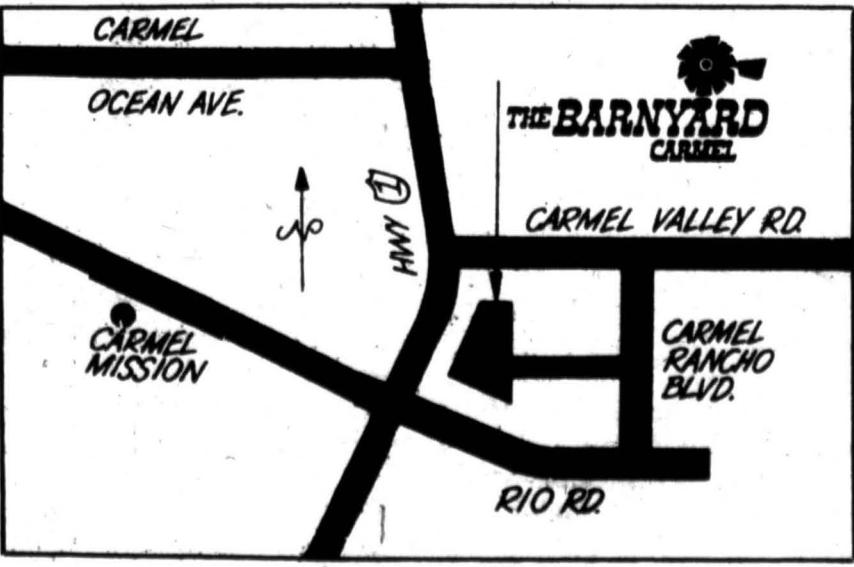 CARMEL
OCEAN AVE.
THE BARNYARD
CARMEL
HWY 1
N
CARMEL VALLEY RD.
CARMEL
MISSION
CARMEL
RANCHO
BLVD.
RIO RD.